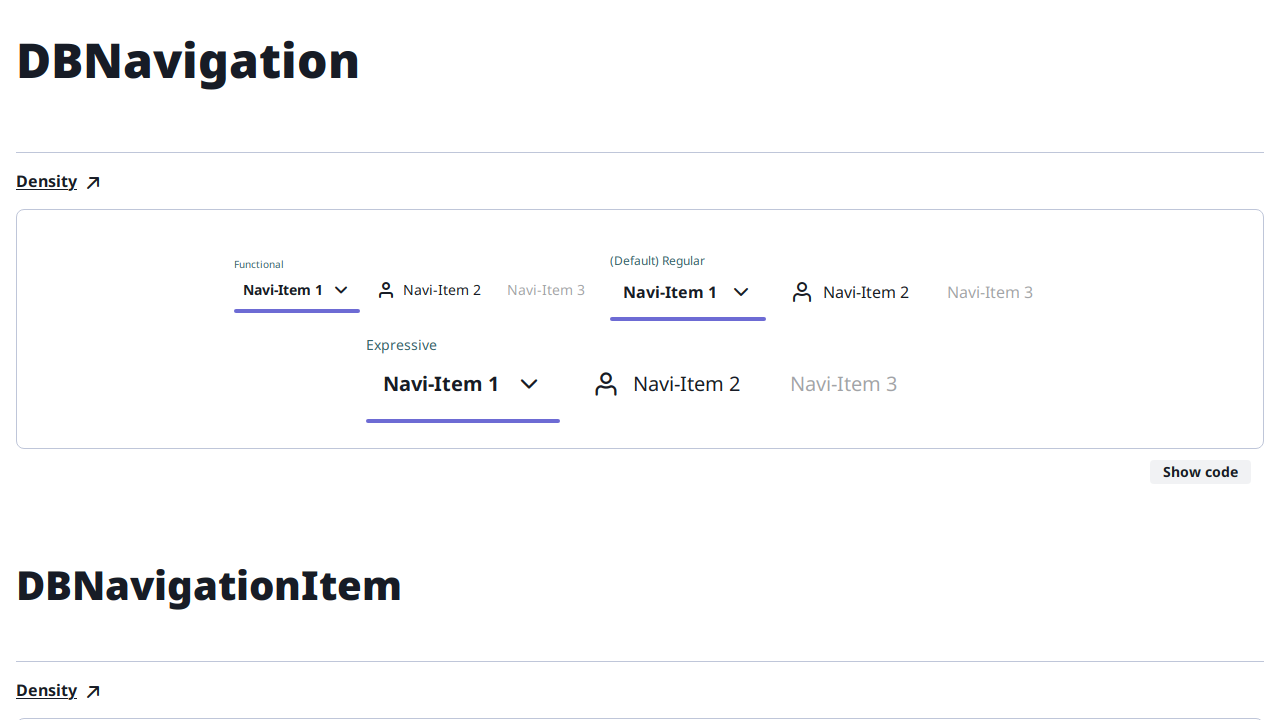 DBNavigation
Density
Functional
Navi-Item 1 Navi-Item 2 Navi-Item 3
(Default) Regular
Navi-Item 1 Navi-Item 2 Navi-Item 3
Expressive
Navi-Item 1 Navi-Item 2 Navi-Item 3
Show code
DBNavigationItem
Density